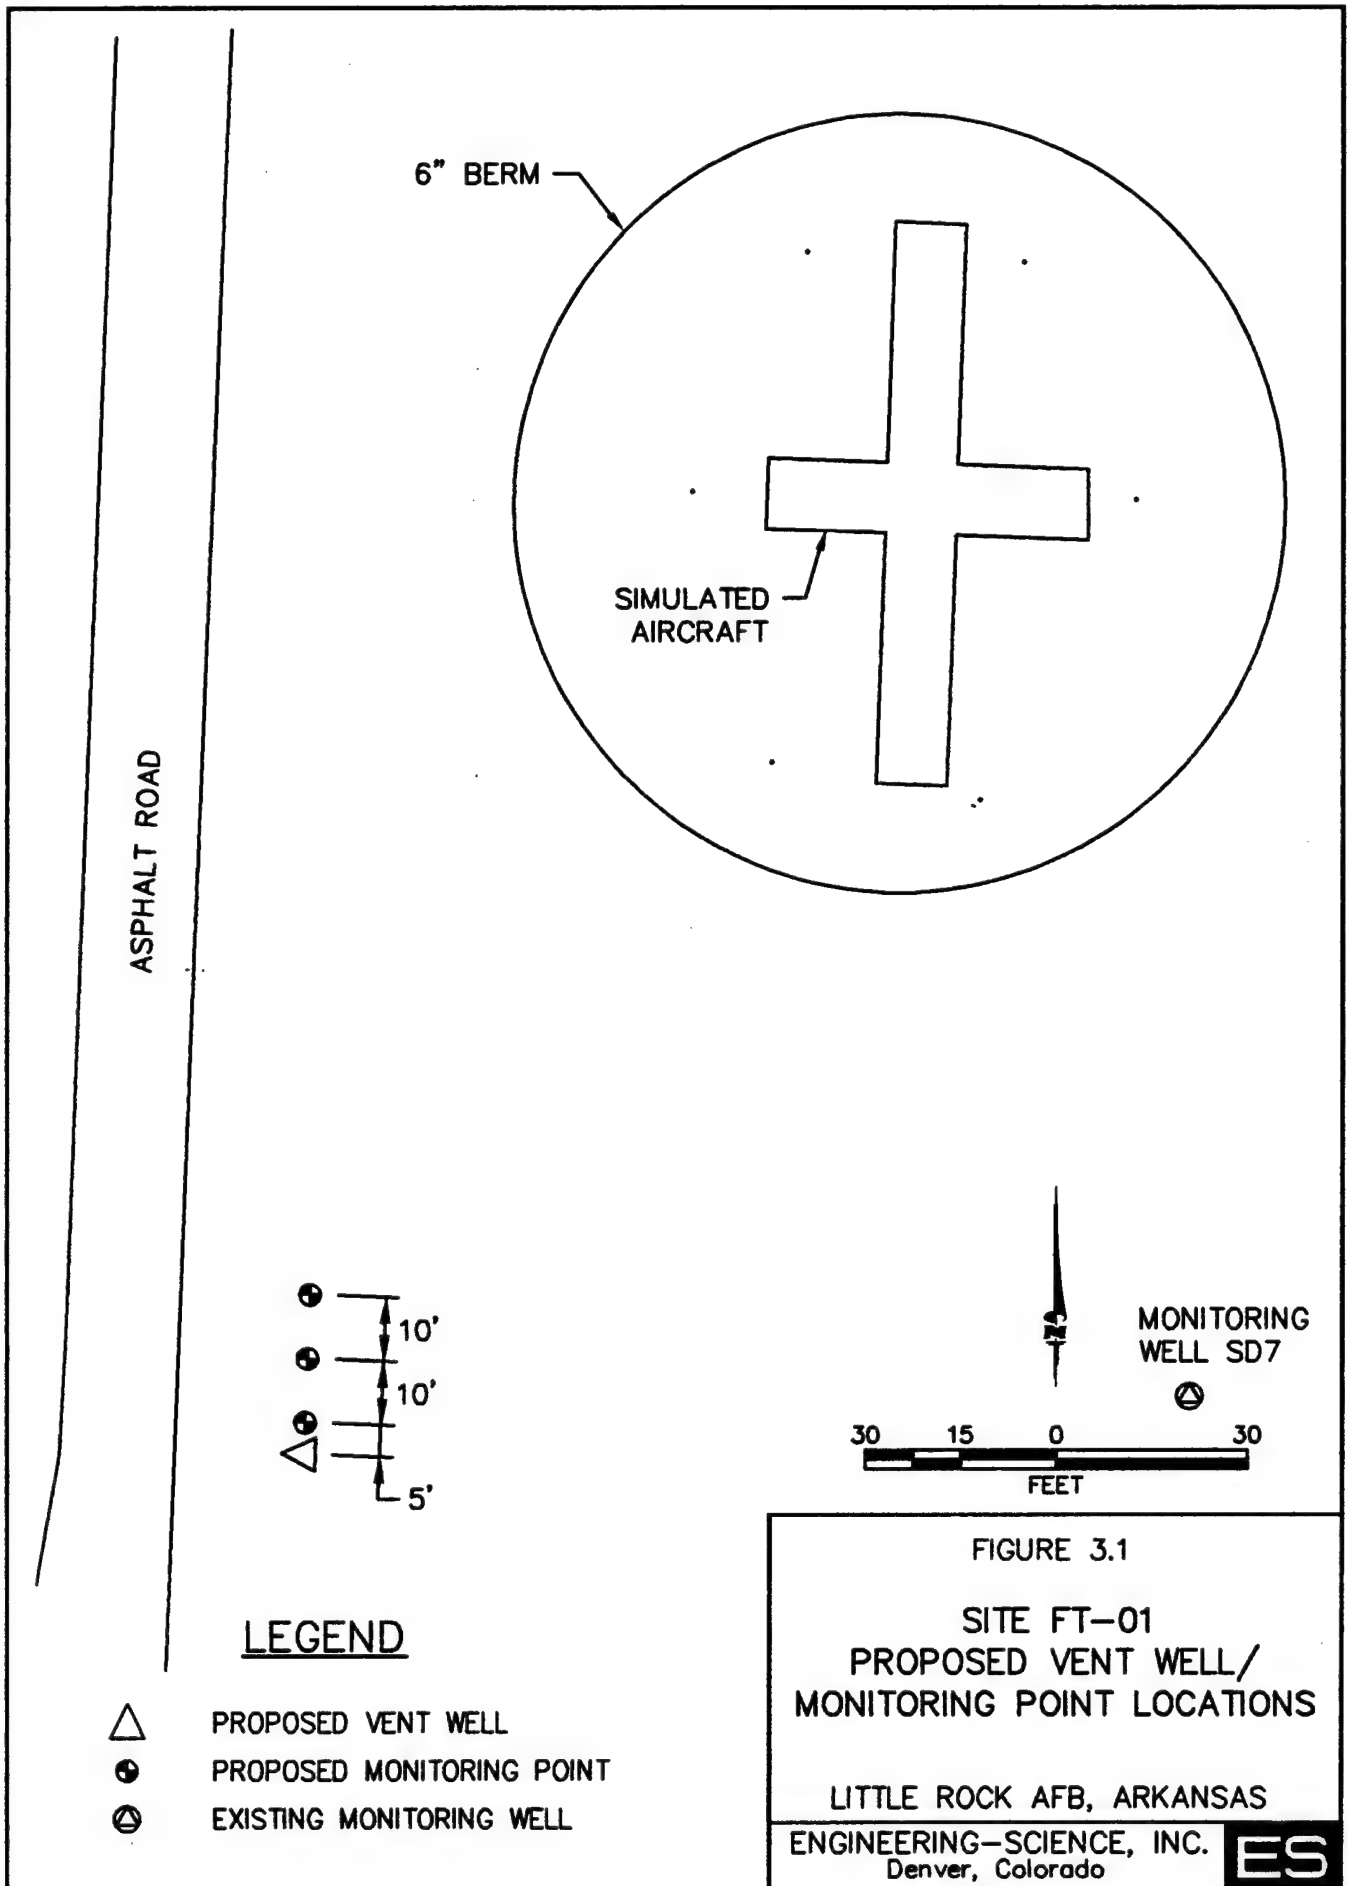 6" BERM
SIMULATED
AIRCRAFT
ASPHALT ROAD
10'
10'
5'
N
MONITORING
WELL SD7
30 15 0 30
FEET
LEGEND
PROPOSED VENT WELL
PROPOSED MONITORING POINT
EXISTING MONITORING WELL
FIGURE 3.1
SITE FT-01
PROPOSED VENT WELL/
MONITORING POINT LOCATIONS
LITTLE ROCK AFB, ARKANSAS
ENGINEERING-SCIENCE, INC.
Denver, Colorado
ES